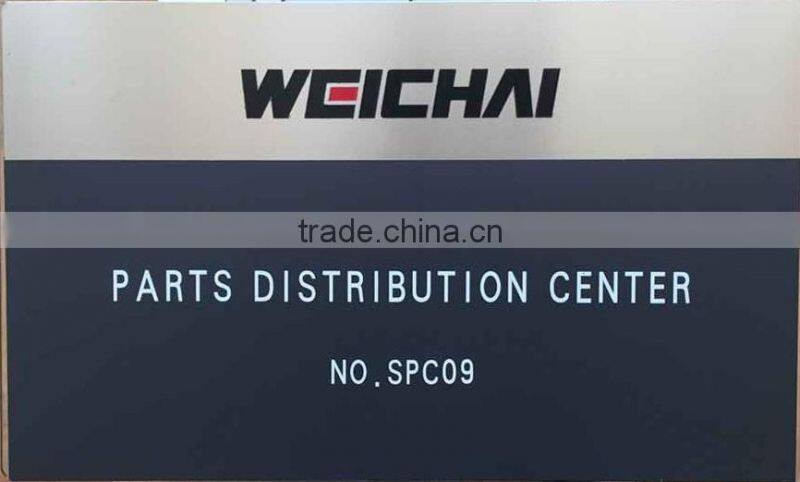 WEICHAI
trade.china.cn
PARTS DISTRIBUTION CENTER
NO.SPC09